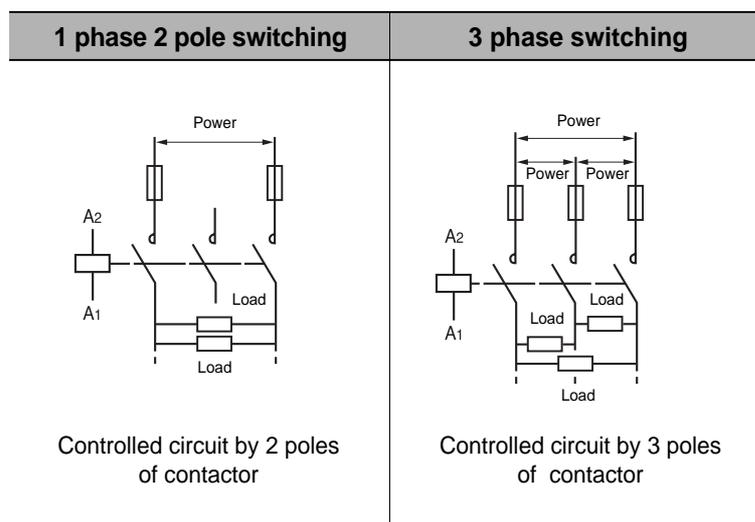 1 phase 2 pole switching
3 phase switching
Power
A2
A1
Load
Load
Controlled circuit by 2 poles
of contactor
Power
Power
Power
A2
A1
Load
Load
Load
Controlled circuit by 3 poles
of contactor